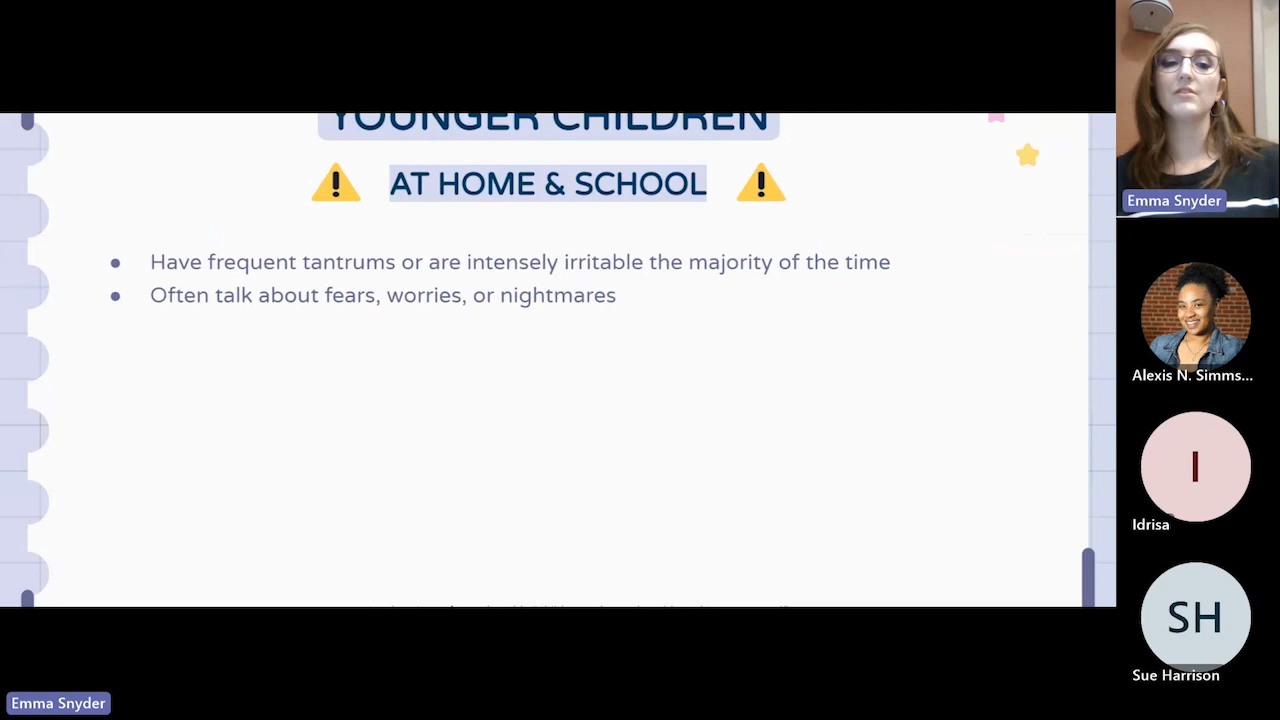 YOUNGER CHILDREN
AT HOME & SCHOOL
● Have frequent tantrums or are intensely irritable the majority of the time
● Often talk about fears, worries, or nightmares
Emma Snyder
Alexis N. Simms...
I
Idrisa
SH
Sue Harrison
Emma Snyder